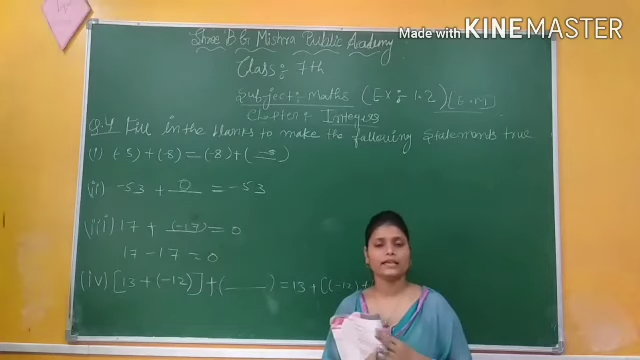 Made with KINEMASTER
Shree B G Mishra Public Academy
Class:- 7th
Subject:- Maths (Ex:- 1.2) (E.M)
Chapter:- Integers
Q.4 Fill in the blanks to make the following statements true
(i) (-5)+(-8) = (-8)+( )
(ii) -53 + 0 = -53
(iii) 17 + (-17) = 0
17 - 17 = 0
(iv) [13+(-12)]+(____) = 13+[(-12)+